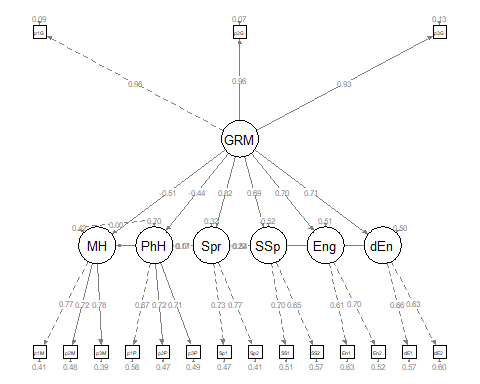 0.09 0.07 0.13
p1G p2G p3G
0.96 0.96 0.93
GRM
-0.51 -0.44 0.82 0.69 0.70 0.71
0.42 0.00 0.70 0.32 0.52 0.51 0.50
MH PhH Spr SSp Eng dEn
0.77 0.72 0.78 0.67 0.72 0.71 0.73 0.77 0.70 0.65 0.61 0.70 0.66 0.63
p1M p2M p3M p1P p2P p3P Sp1 Sp2 SS1 SS2 En1 En2 dE1 dE2
0.41 0.48 0.39 0.56 0.47 0.49 0.47 0.41 0.51 0.57 0.63 0.52 0.57 0.60